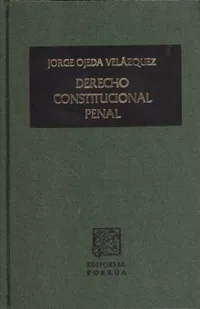 JORGE OJEDA VELÁZQUEZ
DERECHO
CONSTITUCIONAL
PENAL
EDITORIAL
PORRÚA